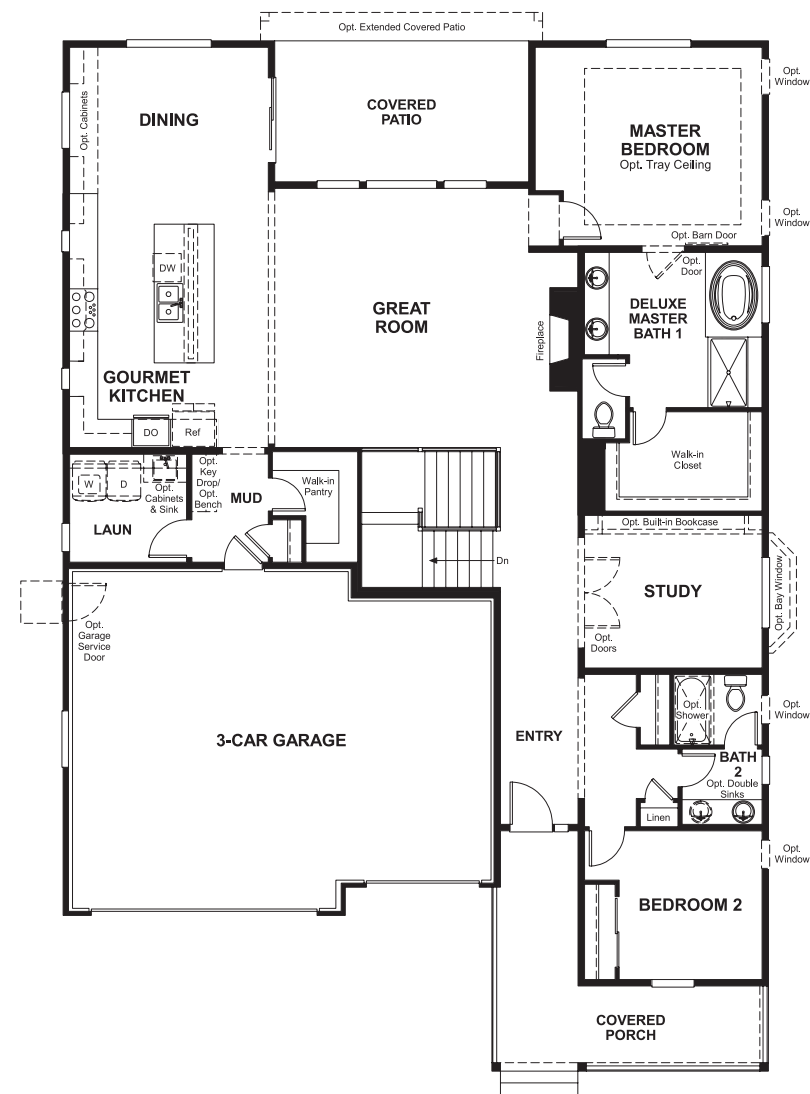 Opt. Extended Covered Patio
DINING
Opt. Cabinets
COVERED
PATIO
MASTER
BEDROOM
Opt. Tray Ceiling
Opt.
Window
Opt.
Window
Opt. Barn Door
Opt.
Door
DW
GREAT
ROOM
Fireplace
DELUXE
MASTER
BATH 1
GOURMET
KITCHEN
DO
Ref
Walk-in
Closet
W
D
Opt.
Cabinets
& Sink
LAUN
Opt.
Key
Drop/
Opt.
Bench
MUD
Walk-in
Pantry
Dn
Opt. Built-in Bookcase
STUDY
Opt.
Doors
Opt. Bay Window
Opt.
Garage
Service
Door
3-CAR GARAGE
ENTRY
Opt.
Shower
Opt.
Window
BATH
2
Opt. Double
Sinks
Linen
Opt.
Window
BEDROOM 2
COVERED
PORCH